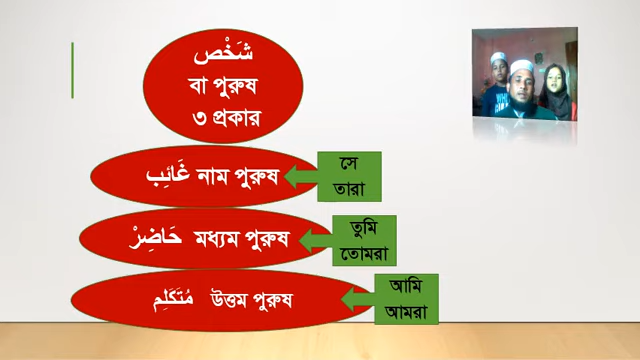 شَخْص
বা পুরুষ
৩ প্রকার
غَائِب নাম পুরুষ
সে
তারা
حَاضِرْ মধ্যম পুরুষ
তুমি
তোমরা
مُتَكَلِم উত্তম পুরুষ
আমি
আমরা